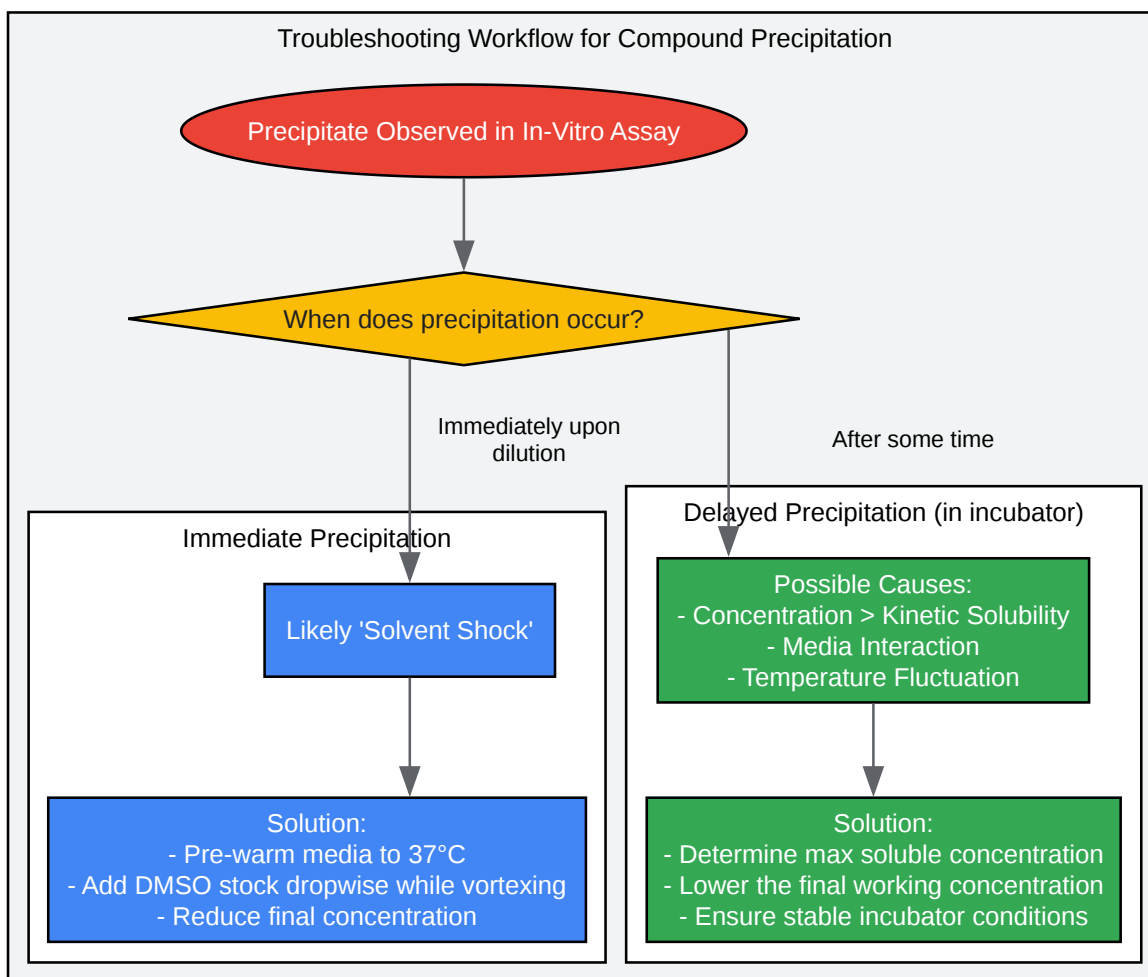 Troubleshooting Workflow for Compound Precipitation
Precipitate Observed in In-Vitro Assay
When does precipitation occur?
Immediately upon
dilution
After some time
Immediate Precipitation
Likely 'Solvent Shock'
Solution:
- Pre-warm media to 37°C
- Add DMSO stock dropwise while vortexing
- Reduce final concentration
Delayed Precipitation (in incubator)
Possible Causes:
- Concentration > Kinetic Solubility
- Media Interaction
- Temperature Fluctuation
Solution:
- Determine max soluble concentration
- Lower the final working concentration
- Ensure stable incubator conditions